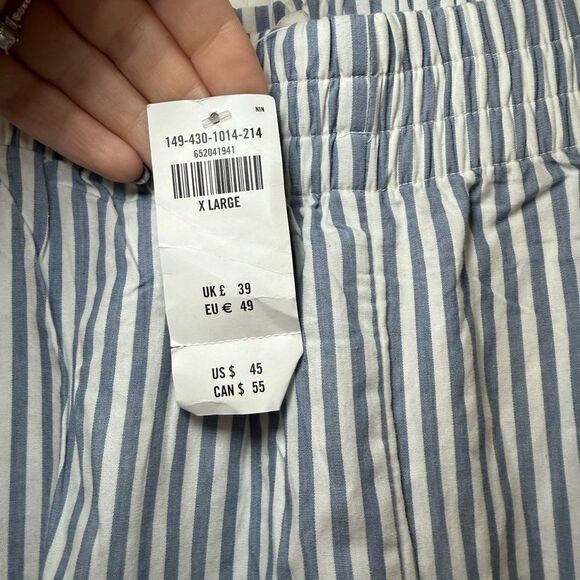 NIN
149-430-1014-214
652041941
X LARGE
UK £ 39
EU € 49
US $ 45
CAN $ 55